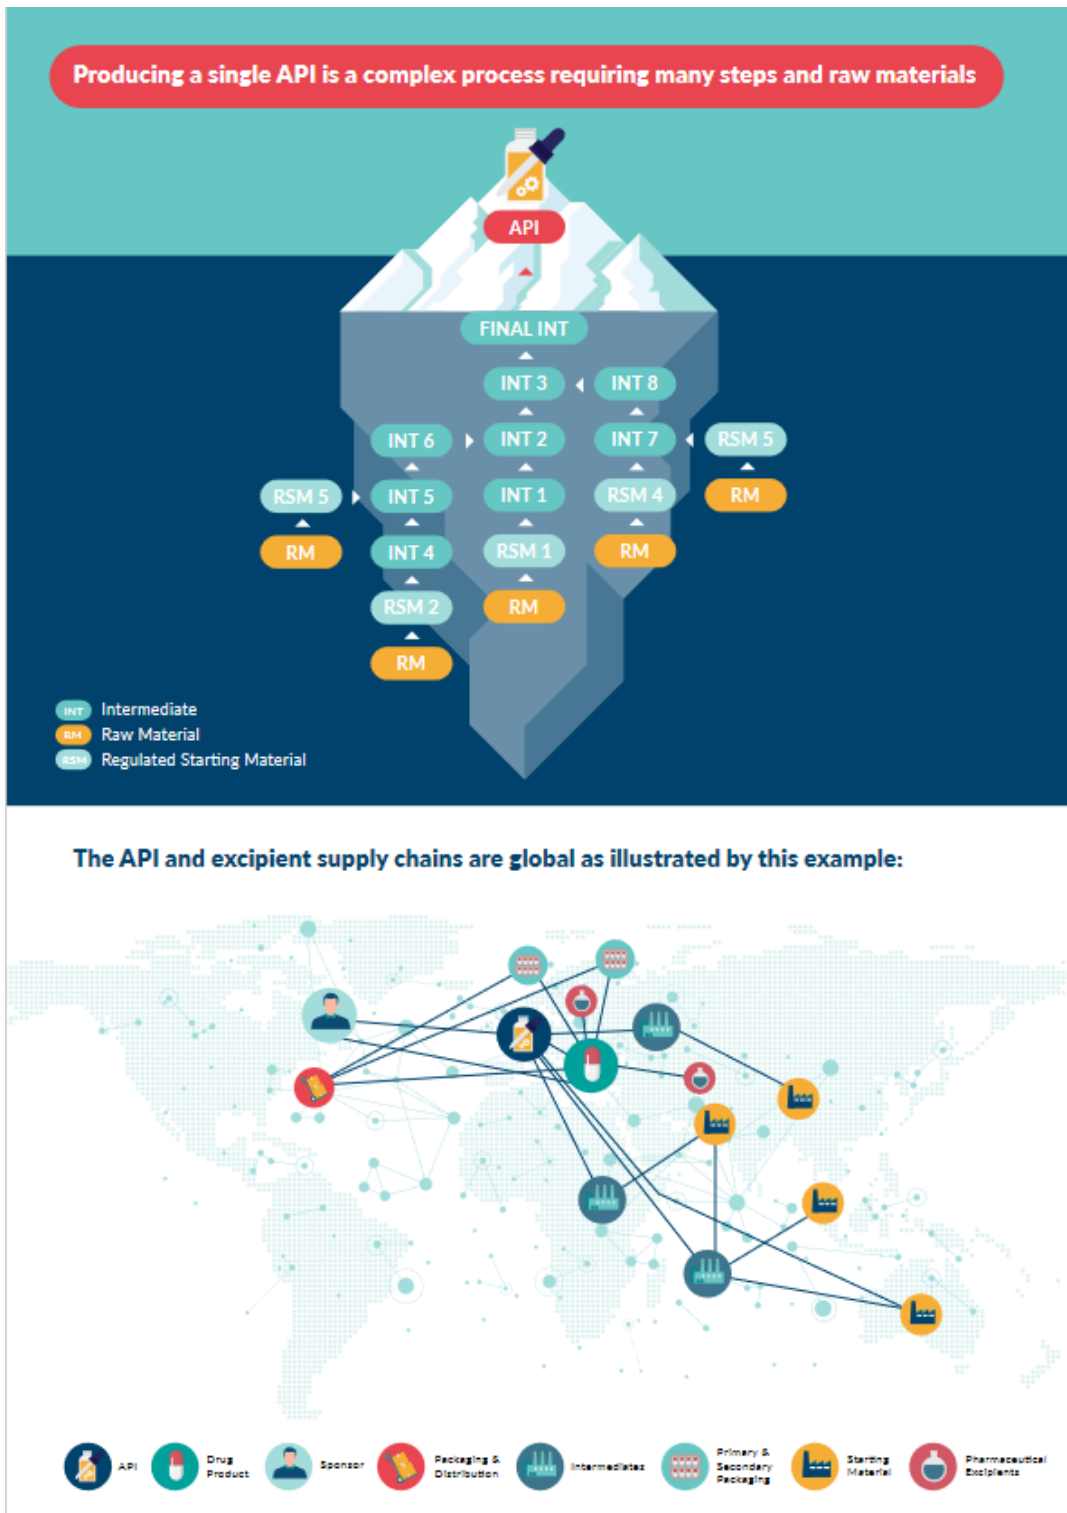 Producing a single API is a complex process requiring many steps and raw materials
API
FINAL INT
INT 3
INT 8
INT 6
INT 2
INT 7
RSM 5
RSM 5
INT 5
INT 1
RSM 4
RM
RM
INT 4
RSM 1
RM
RSM 2
RM
RM
INT Intermediate
RM Raw Material
RSM Regulated Starting Material
The API and excipient supply chains are global as illustrated by this example:
API
Drug
Product
Sponsor
Packaging &
Distribution
Intermediates
Primary &
Secondary
Packaging
Starting
Material
Pharmaceutical
Excipients